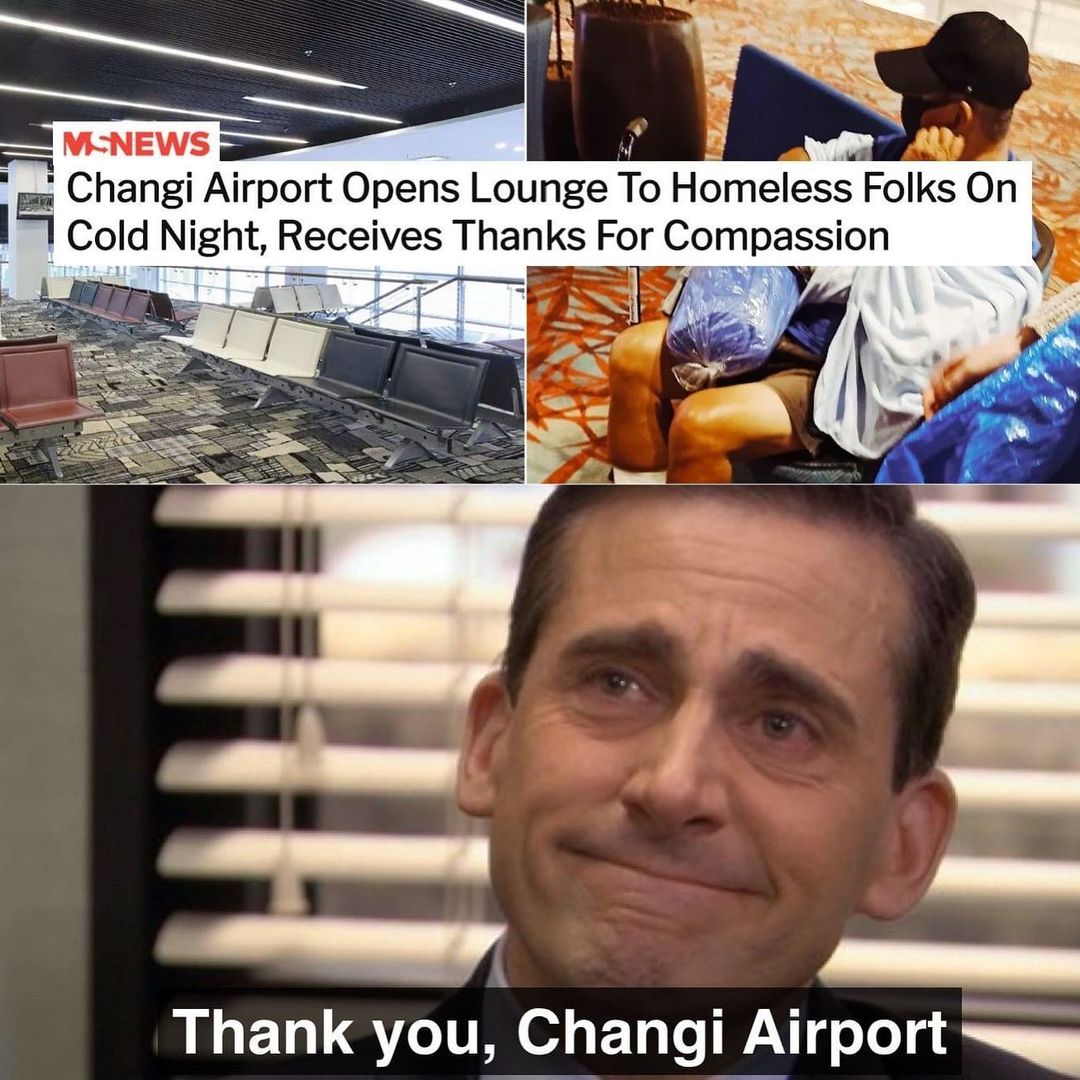 MSNEWS
Changi Airport Opens Lounge To Homeless Folks On
Cold Night, Receives Thanks For Compassion
Thank you, Changi Airport